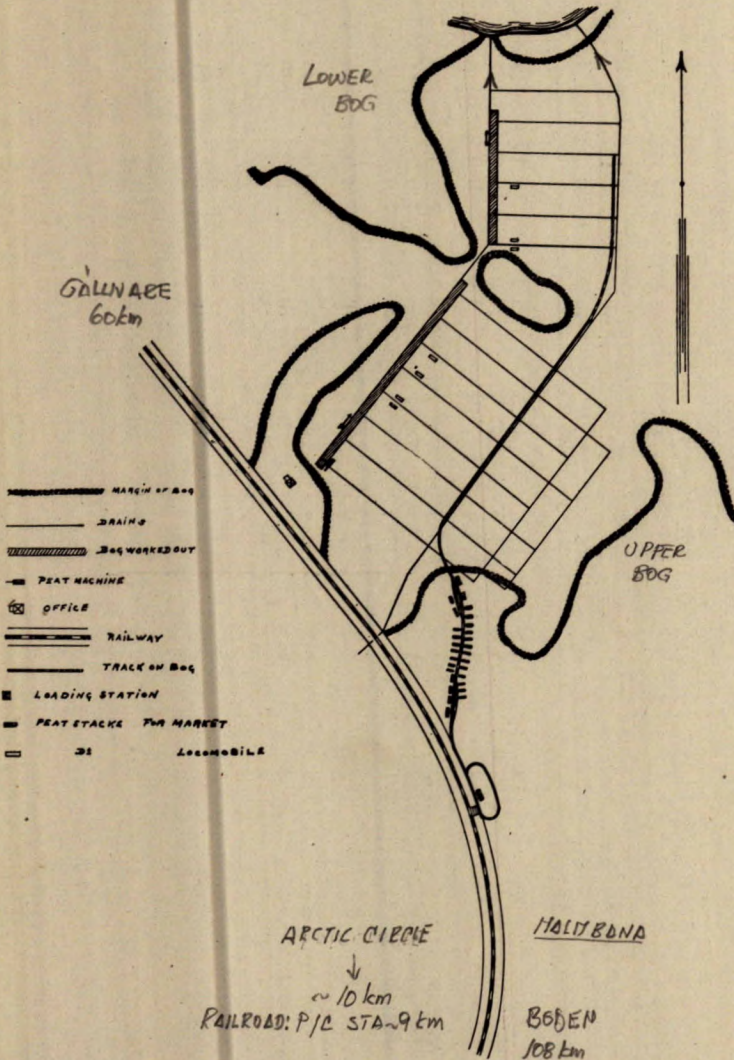 LOWER
BOG
GÄLLIVARE
60km
MARGIN OF BOG
DRAINS
BOG WORKED OUT
PEAT MACHINE
OFFICE
RAILWAY
TRACK ON BOG
LOADING STATION
PEAT STACKS FOR MARKET
LOCOMOBILE
UPPER
BOG
ARCTIC CIRCLE
↓
~ 10 km
RAILROAD: P/C STA ~ 9 km
MALMBANA
BODEN
108 km